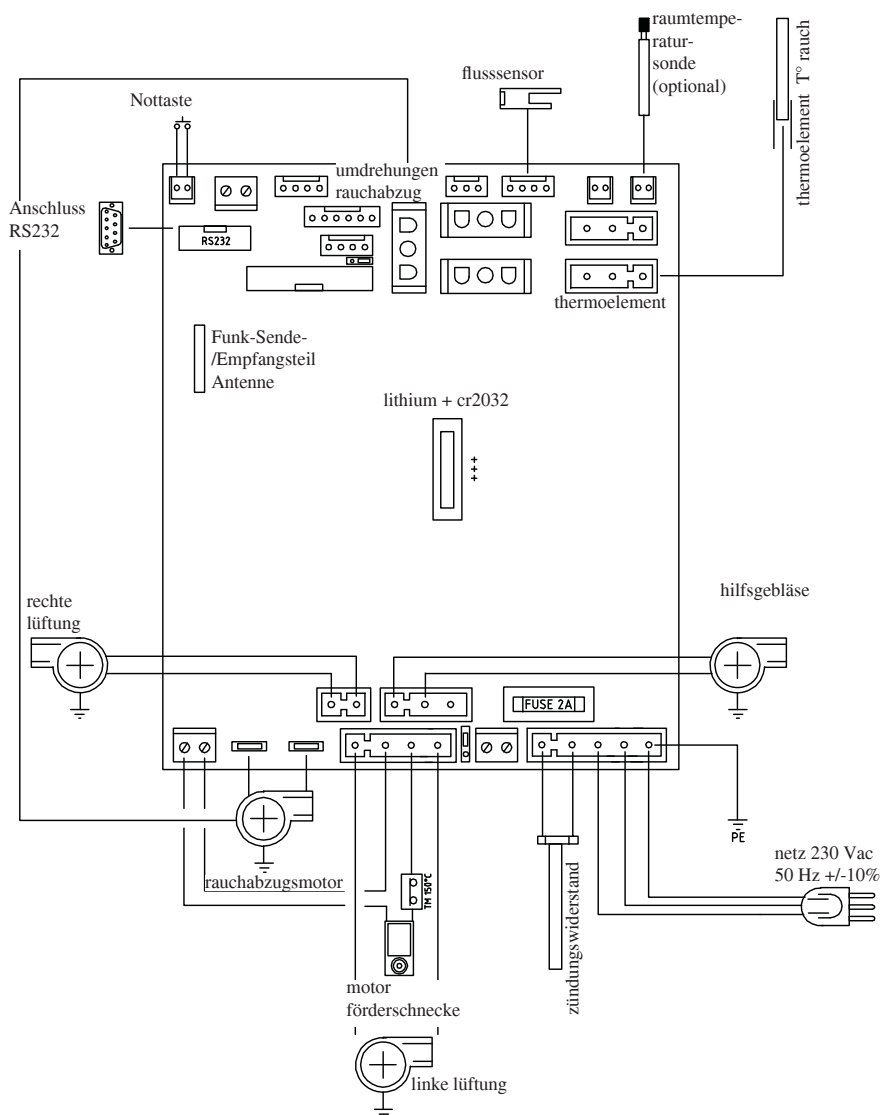 raumtempe-
ratur-
sonde
(optional)
thermoelement T° rauch
flusssensor
Nottaste
umdrehungen
rauchabzug
Anschluss
RS232
RS232
thermoelement
Funk-Sende-
/Empfangsteil
Antenne
lithium + cr2032
+++
rechte
lüftung
hilfsgebläse
FUSE 2A
PE
rauchabzugsmotor
TM 150°C
netz 230 Vac
50 Hz +/-10%
zündungswiderstand
motor
förderschnecke
linke lüftung